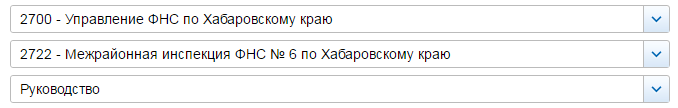 2700 - Управление ФНС по Хабаровскому краю
2722 - Межрайонная инспекция ФНС № 6 по Хабаровскому краю
Руководство